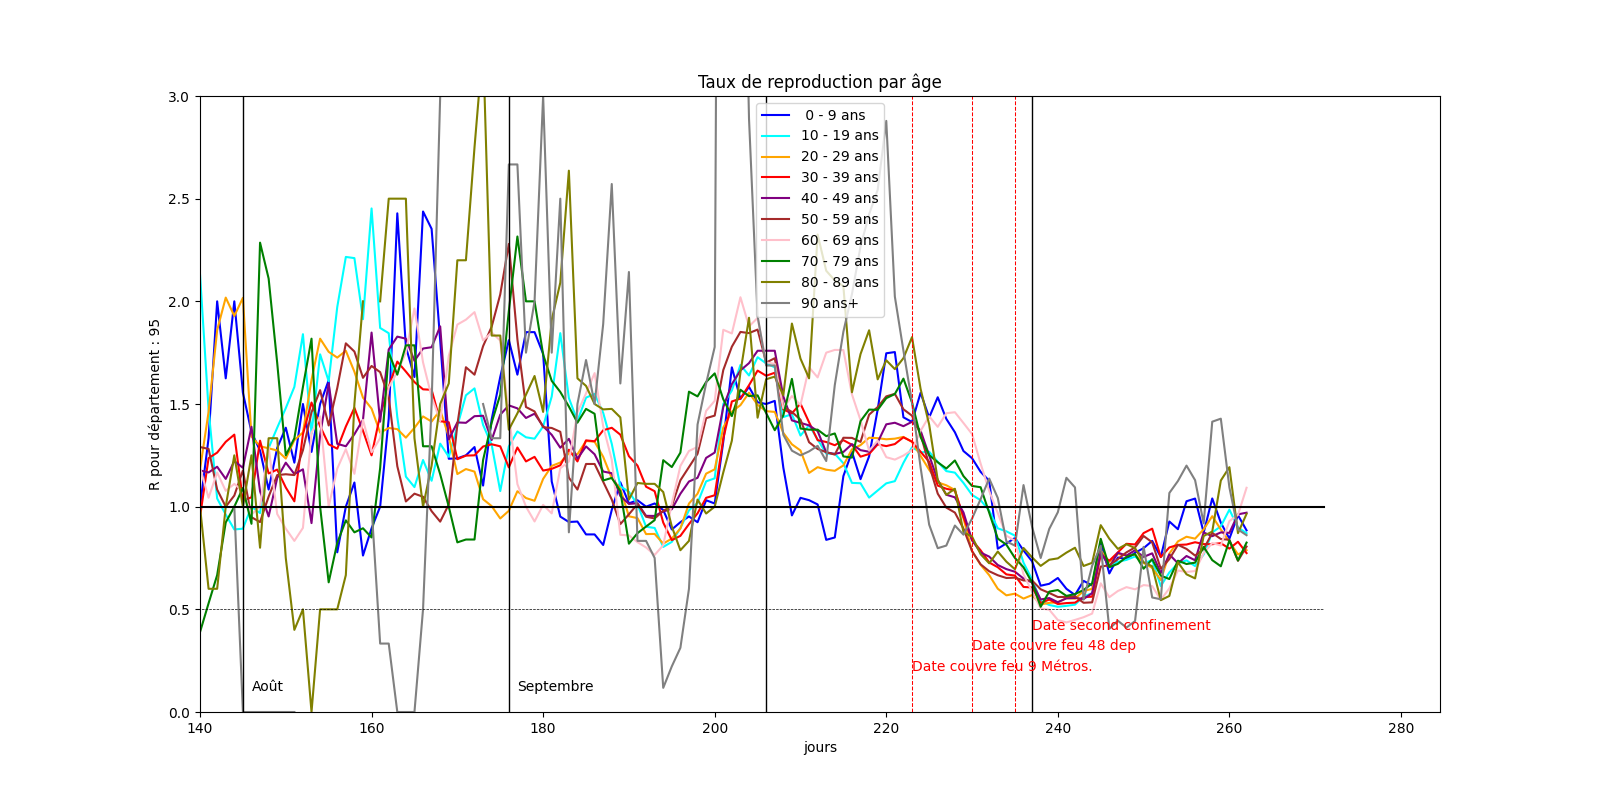 Taux de reproduction par âge
R pour département : 95
3.0
2.5
2.0
1.5
1.0
0.5
0.0
0 - 9 ans
10 - 19 ans
20 - 29 ans
30 - 39 ans
40 - 49 ans
50 - 59 ans
60 - 69 ans
70 - 79 ans
80 - 89 ans
90 ans+
Date second confinement
Date couvre feu 48 dep
Date couvre feu 9 Métros.
Août
Septembre
140
160
180
200
220
240
260
280
jours